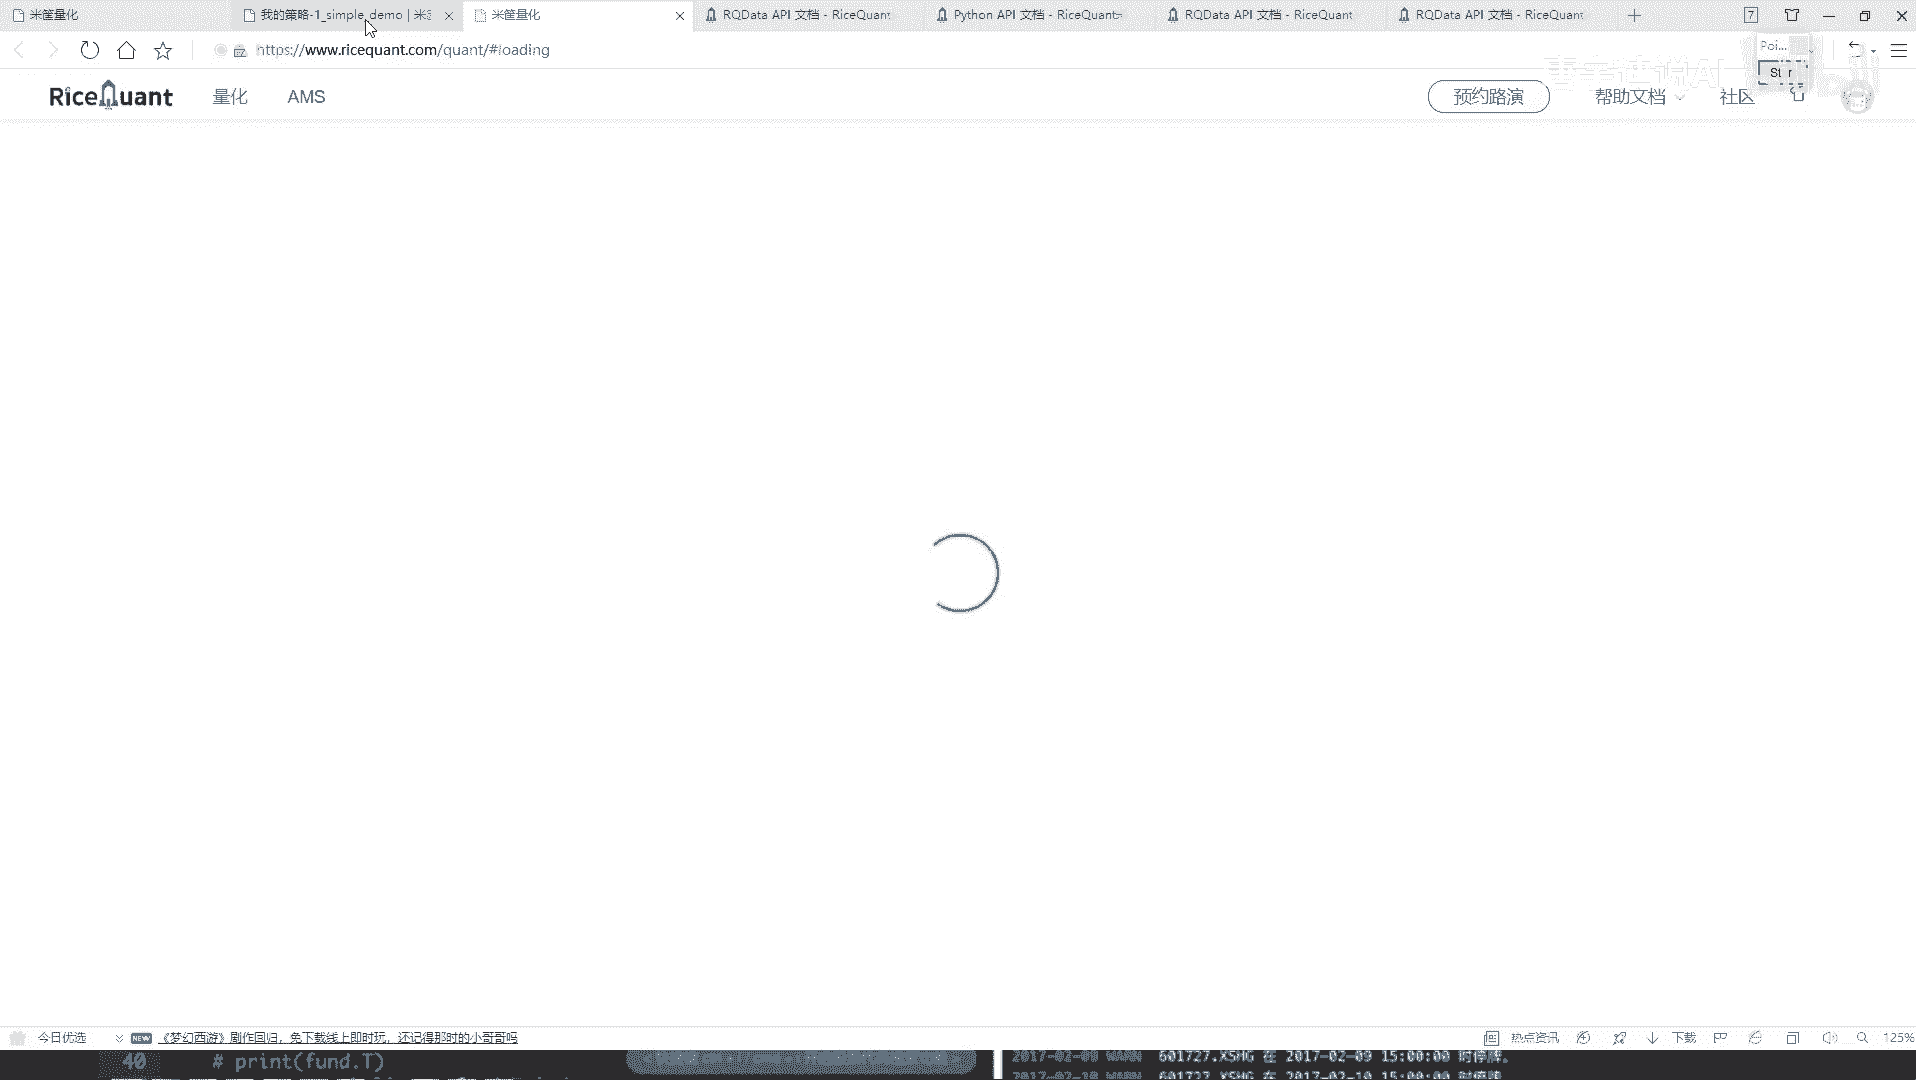 米筐量化
我的策略-1_simple_demo | 米
米筐量化
RQData API 文档 - RiceQuant
Python API 文档 - RiceQuant
RQData API 文档 - RiceQuant
RQData API 文档 - RiceQuant
7
https://www.ricequant.com/quant/#loading
Poi...
RiceQuant
量化
AMS
预约路演
帮助文档
社区
今日优选
NEW
《梦幻西游》剧作回归，免下载线上即时玩，还记得那时的小哥哥吗
热点资讯
下载
125%
40 # print(fund.T)
2017-02-09 WARN 601727.XSHG 在 2017-02-09 15:00:00 时停牌。
2017-02-10 WARN 601727.XSHG 在 2017-02-10 15:00:00 时停牌